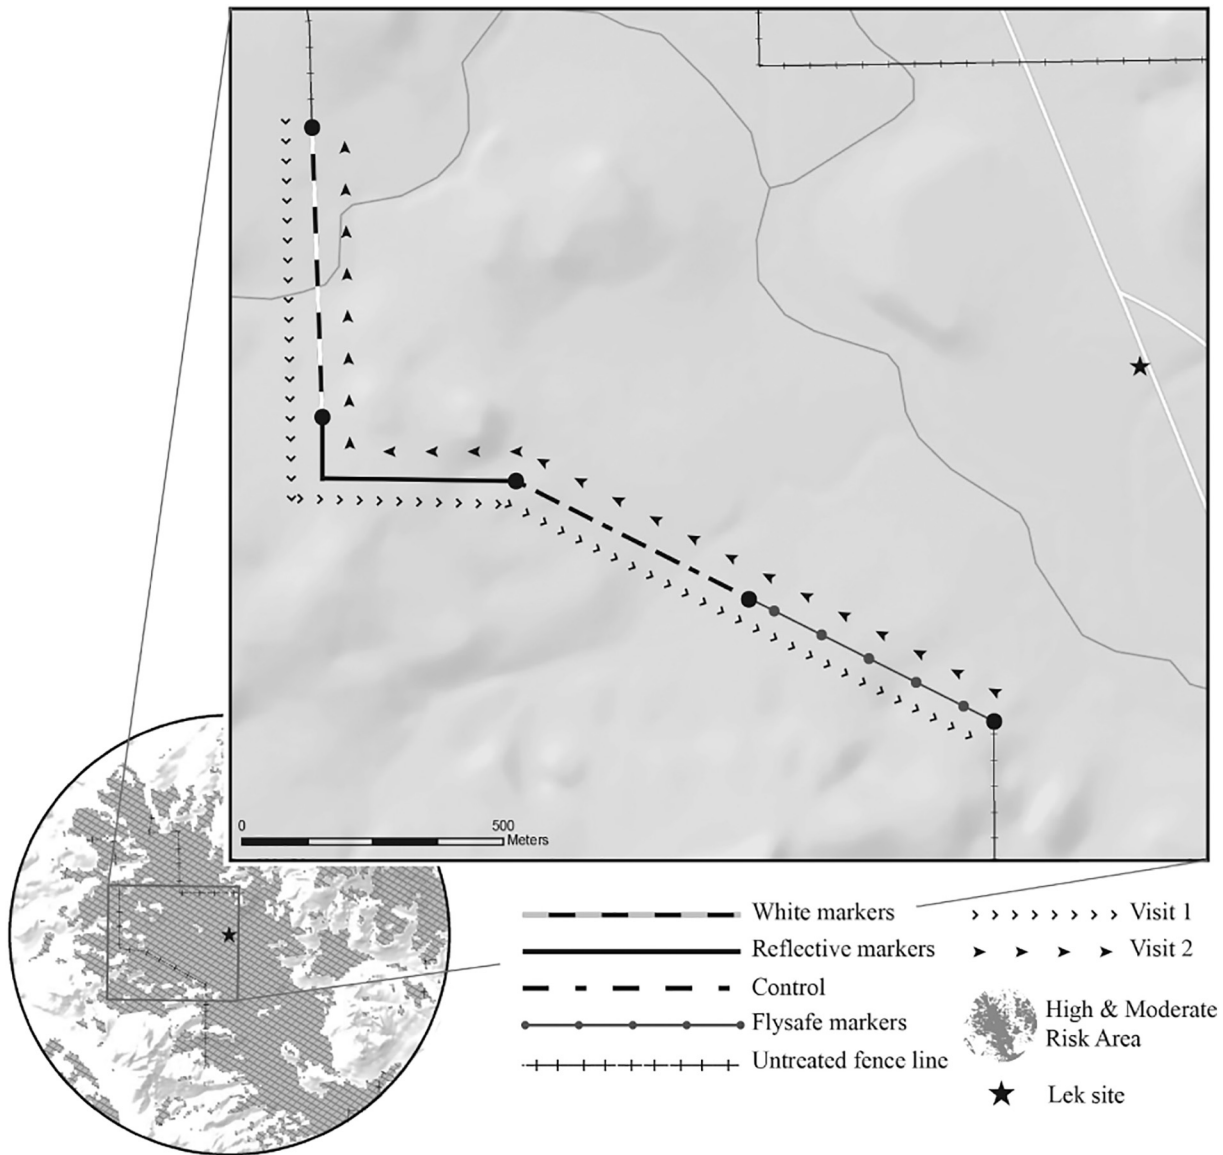 0 500
Meters
White markers
Visit 1
Reflective markers
Visit 2
Control
Flysafe markers
High & Moderate
Risk Area
Untreated fence line
Lek site